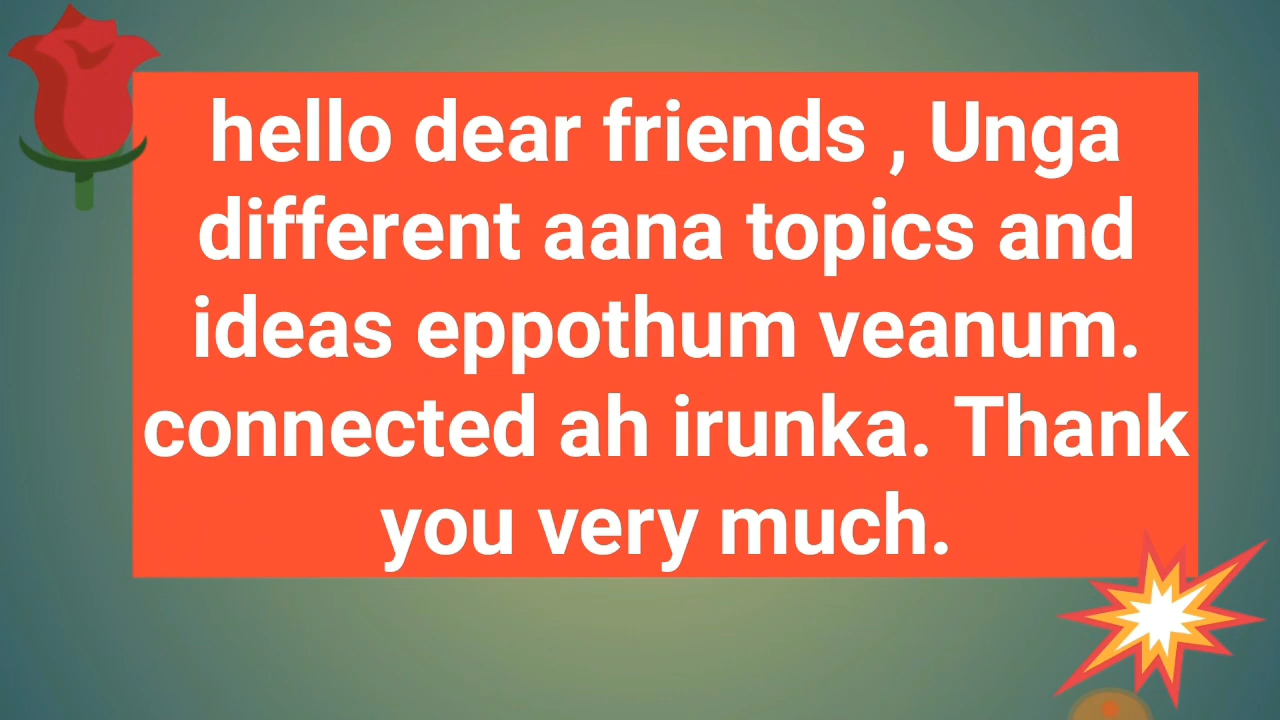 hello dear friends , Unga
different aana topics and
ideas eppothum veanum.
connected ah irunka. Thank
you very much.